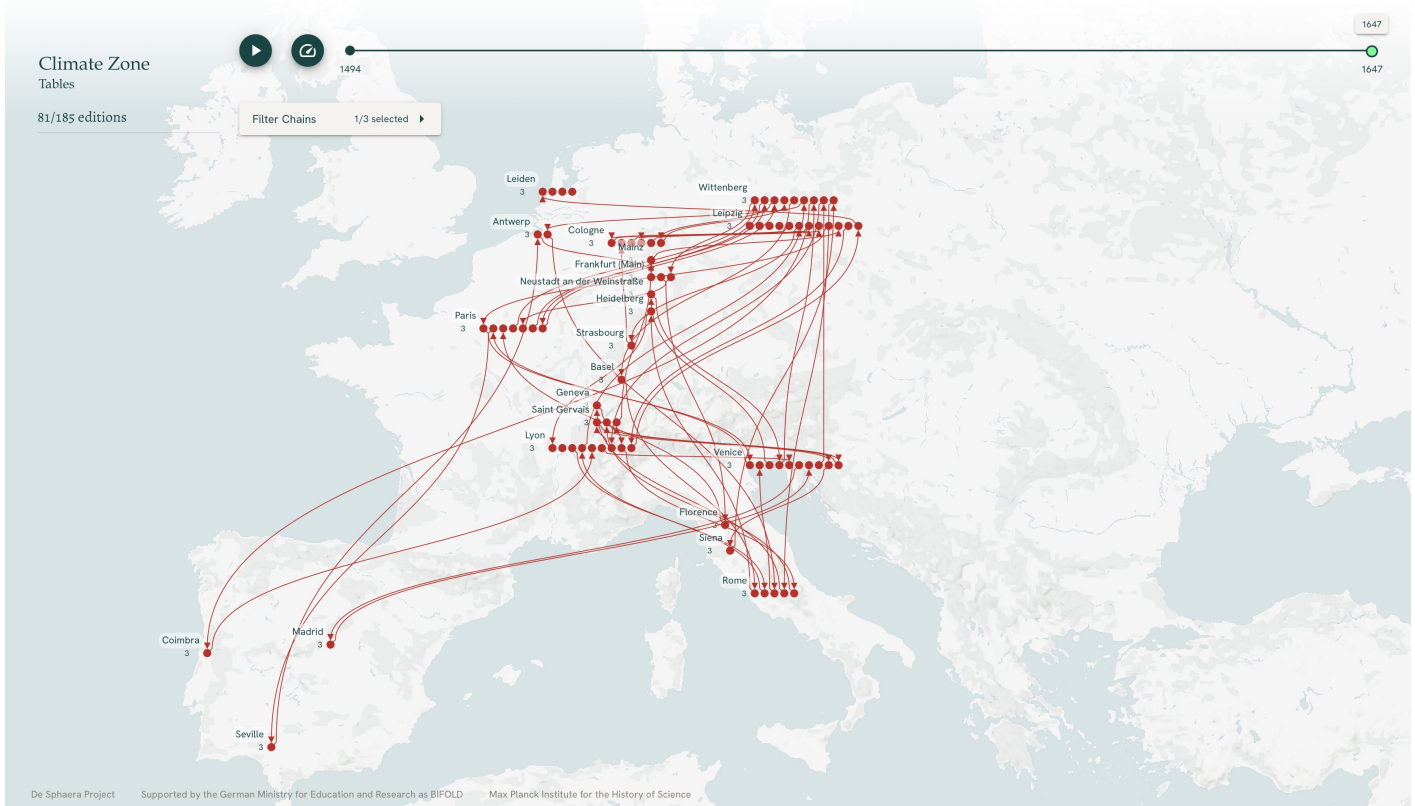 1647
Climate Zone
Tables
1494
1647
81/185 editions
Filter Chains 1/3 selected
Leiden
3
Wittenberg
3
Leipzig
3
Antwerp
3
Cologne
3
Mainz
Frankfurt (Main)
Neustadt an der Weinstraße
Heidelberg
3
Paris
3
Strasbourg
3
Basel
3
Geneva
Saint Gervais
3
Lyon
3
Venice
3
Florence
3
Siena
3
Rome
3
Madrid
3
Coimbra
3
Seville
3
De Sphaera Project Supported by the German Ministry for Education and Research as BIFOLD Max Planck Institute for the History of Science